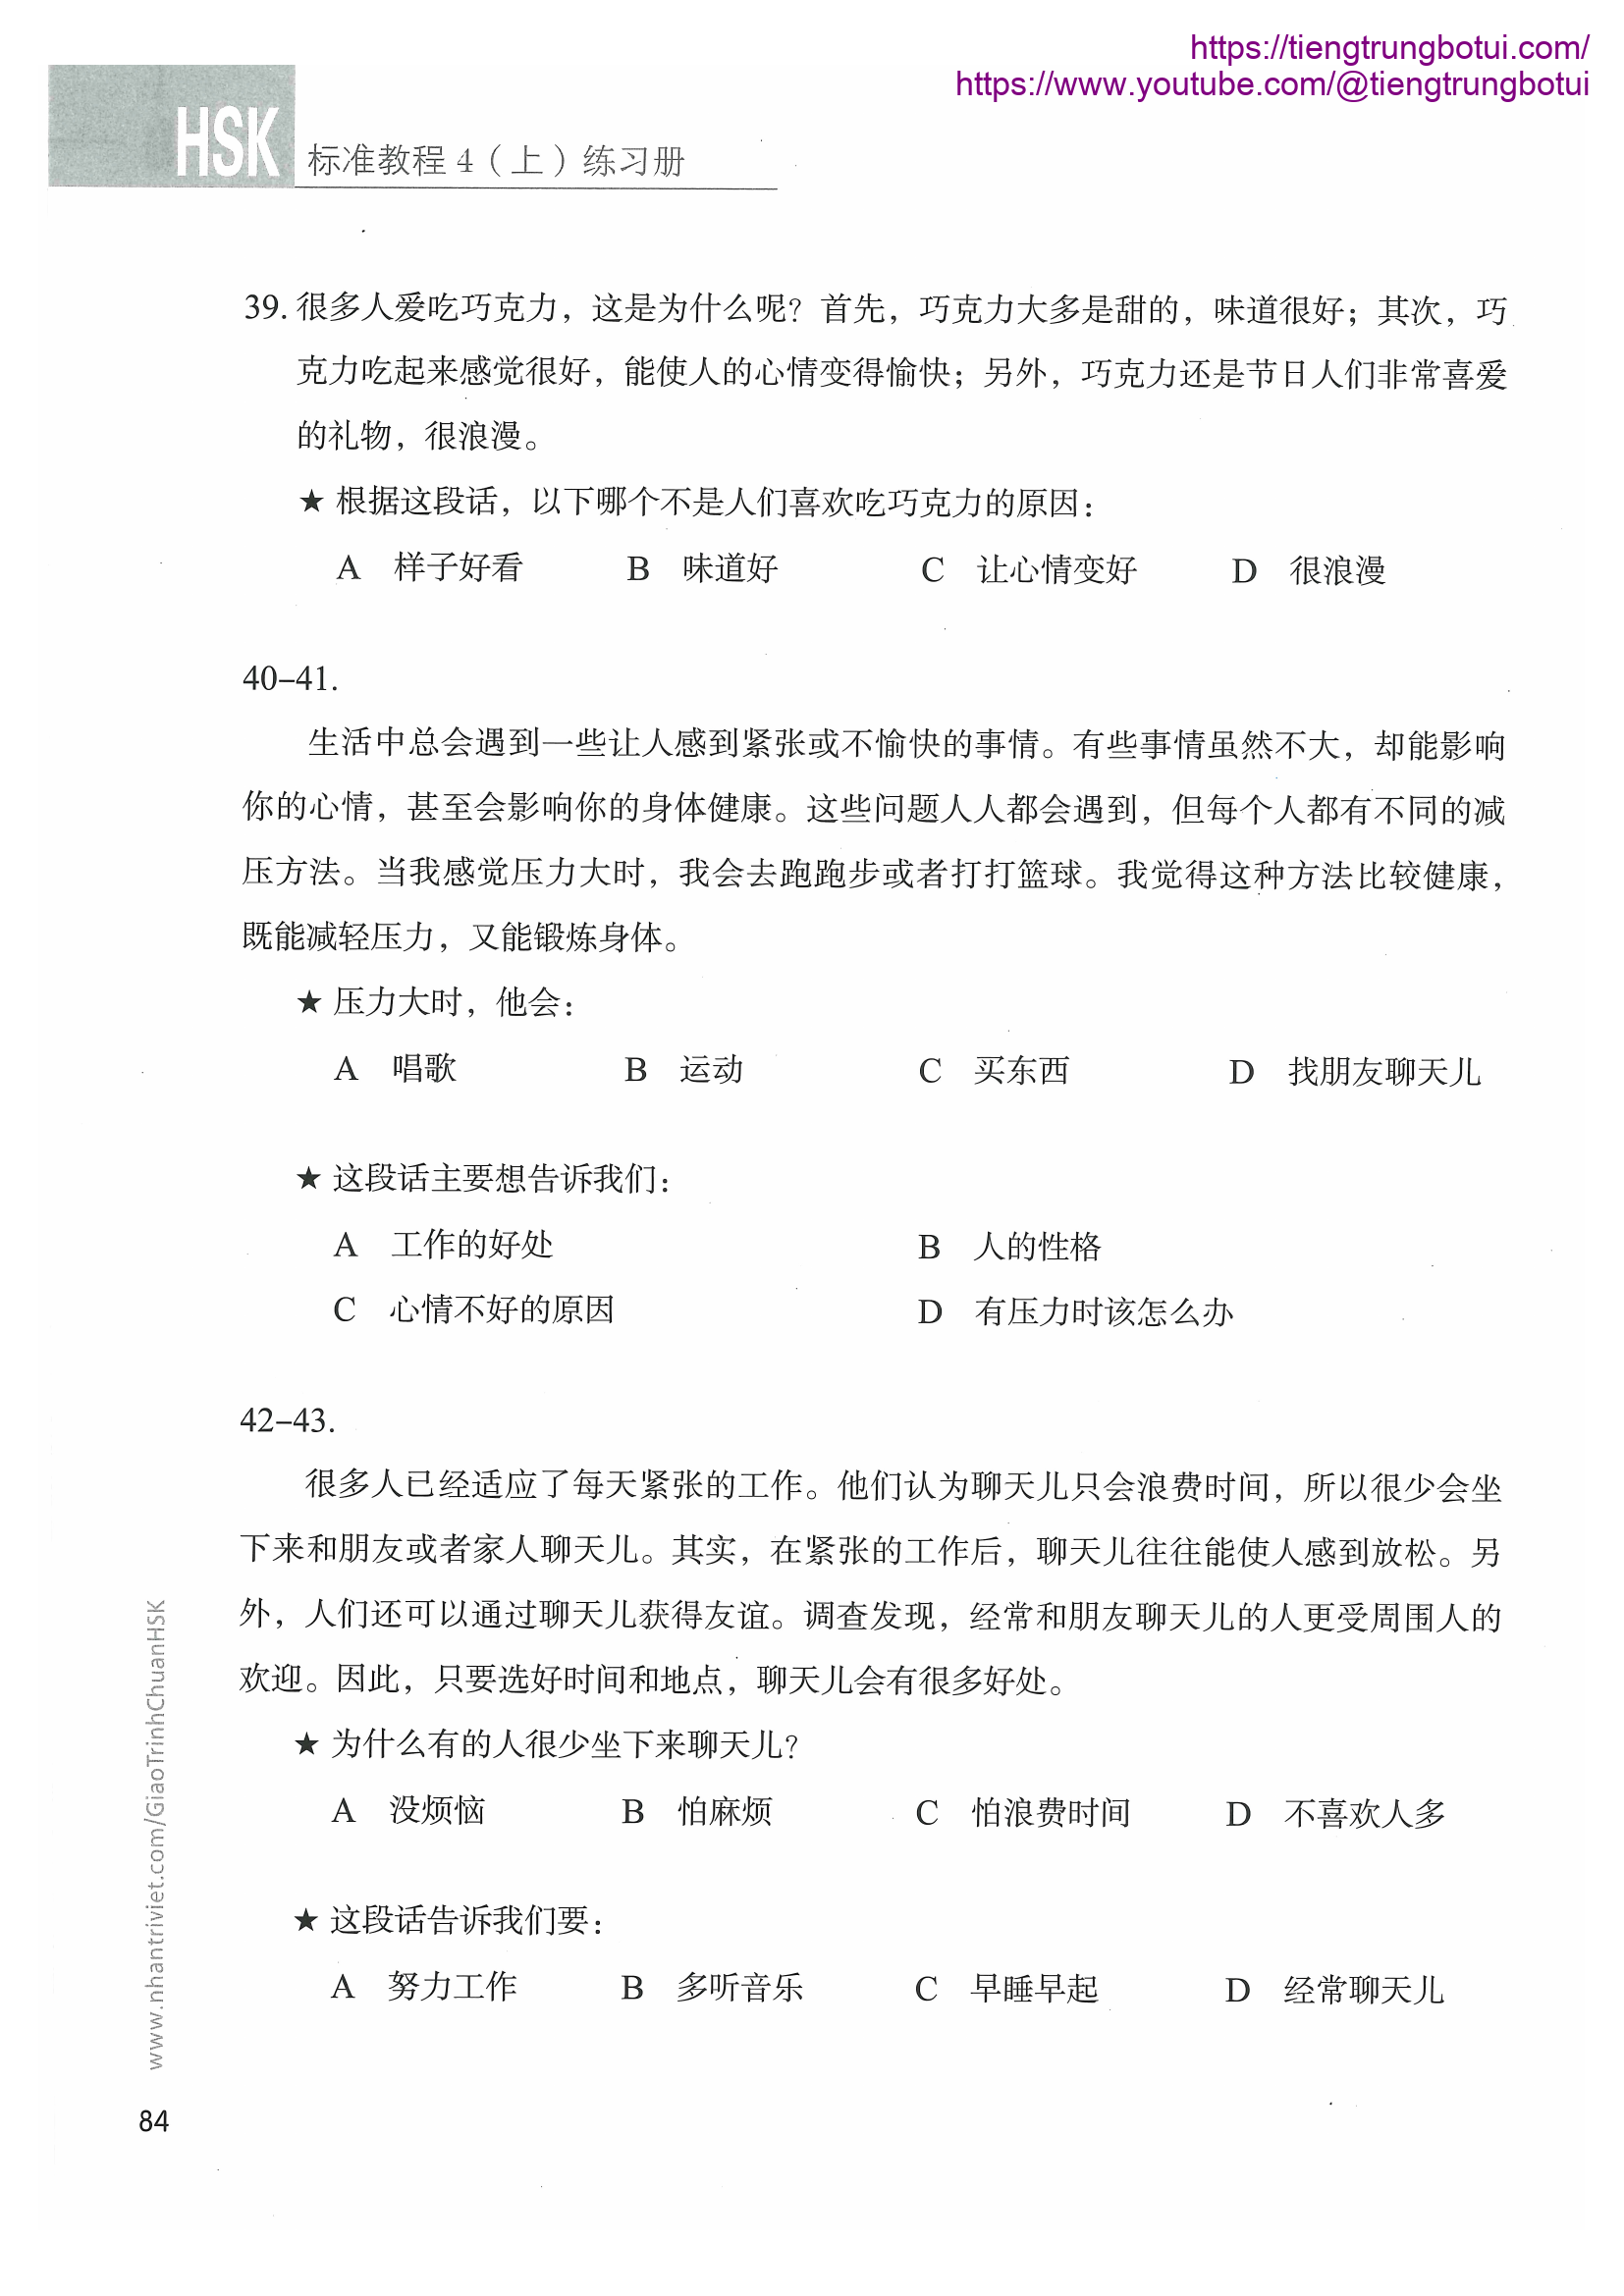 https://tiengtrungbotui.com/
https://www.youtube.com/@tiengtrungbotui
HSK 标准教程 4（上）练习册
39. 很多人爱吃巧克力，这是为什么呢？首先，巧克力大多是甜的，味道很好；其次，巧
克力吃起来感觉很好，能使人的心情变得愉快；另外，巧克力还是节日人们非常喜爱
的礼物，很浪漫。
★ 根据这段话，以下哪个不是人们喜欢吃巧克力的原因：
A 样子好看 B 味道好 C 让心情变好 D 很浪漫
40–41.
生活中总会遇到一些让人感到紧张或不愉快的事情。有些事情虽然不大，却能影响
你的心情，甚至会影响你的身体健康。这些问题人人都会遇到，但每个人都有不同的减
压方法。当我感觉压力大时，我会去跑跑步或者打打篮球。我觉得这种方法比较健康，
既能减轻压力，又能锻炼身体。
★ 压力大时，他会：
A 唱歌 B 运动 C 买东西 D 找朋友聊天儿
★ 这段话主要想告诉我们：
A 工作的好处 B 人的性格
C 心情不好的原因 D 有压力时该怎么办
42–43.
很多人已经适应了每天紧张的工作。他们认为聊天儿只会浪费时间，所以很少会坐
下来和朋友或者家人聊天儿。其实，在紧张的工作后，聊天儿往往能使人感到放松。另
外，人们还可以通过聊天儿获得友谊。调查发现，经常和朋友聊天儿的人更受周围人的
欢迎。因此，只要选好时间和地点，聊天儿会有很多好处。
★ 为什么有的人很少坐下来聊天儿？
A 没烦恼 B 怕麻烦 C 怕浪费时间 D 不喜欢人多
★ 这段话告诉我们要：
A 努力工作 B 多听音乐 C 早睡早起 D 经常聊天儿
www.nhantriviet.com/GiaoTrinhChuanHSK
84